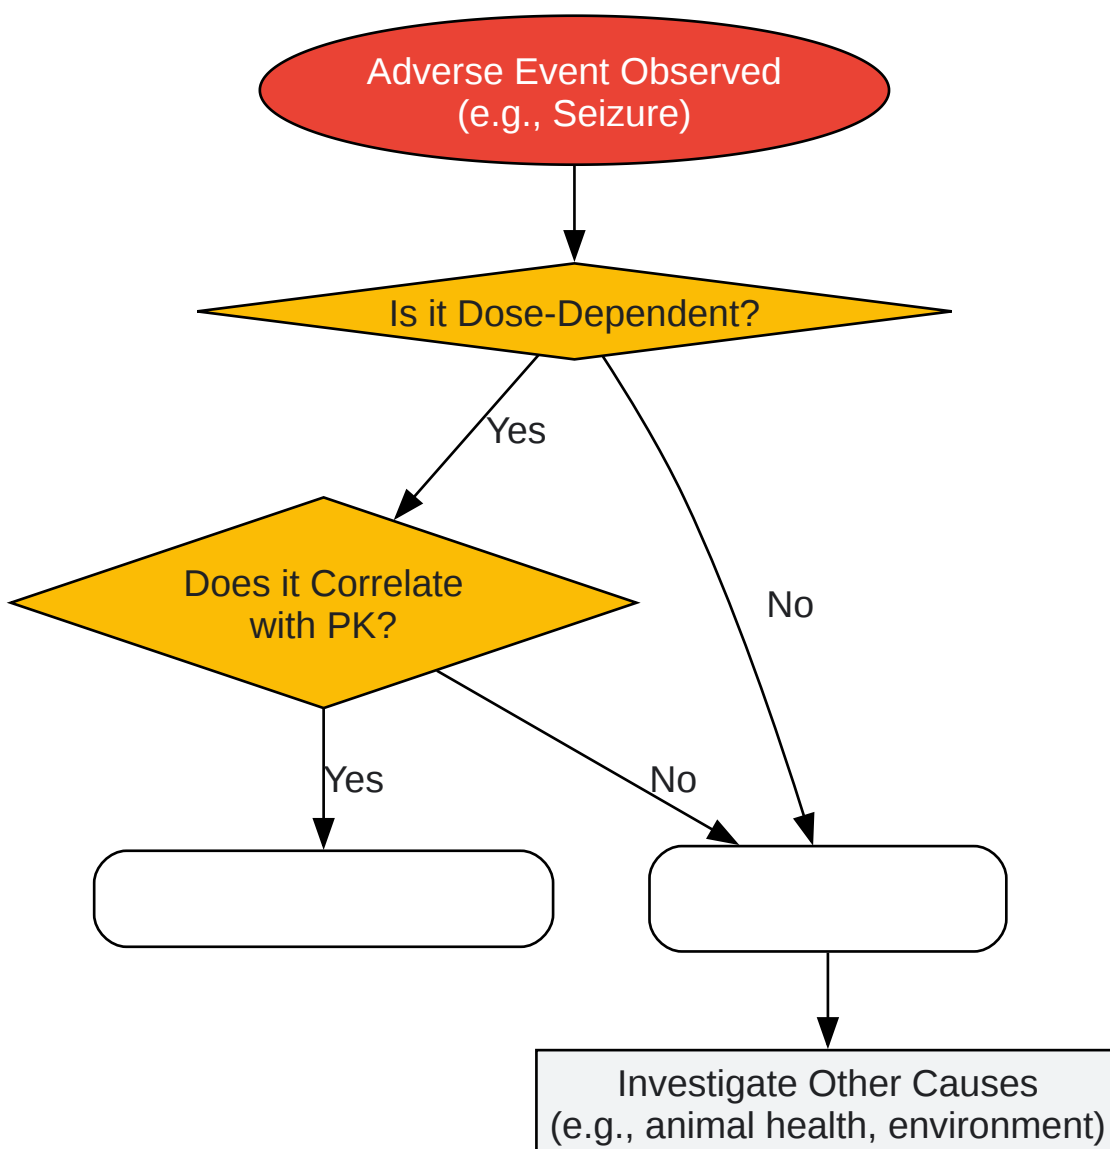 Adverse Event Observed
(e.g., Seizure)
Is it Dose-Dependent?
Yes
Does it Correlate
with PK?
No
Yes
No
Investigate Other Causes
(e.g., animal health, environment)